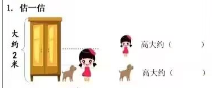 1. 估一估
大约2米
高大约（ ）
高大约（ ）